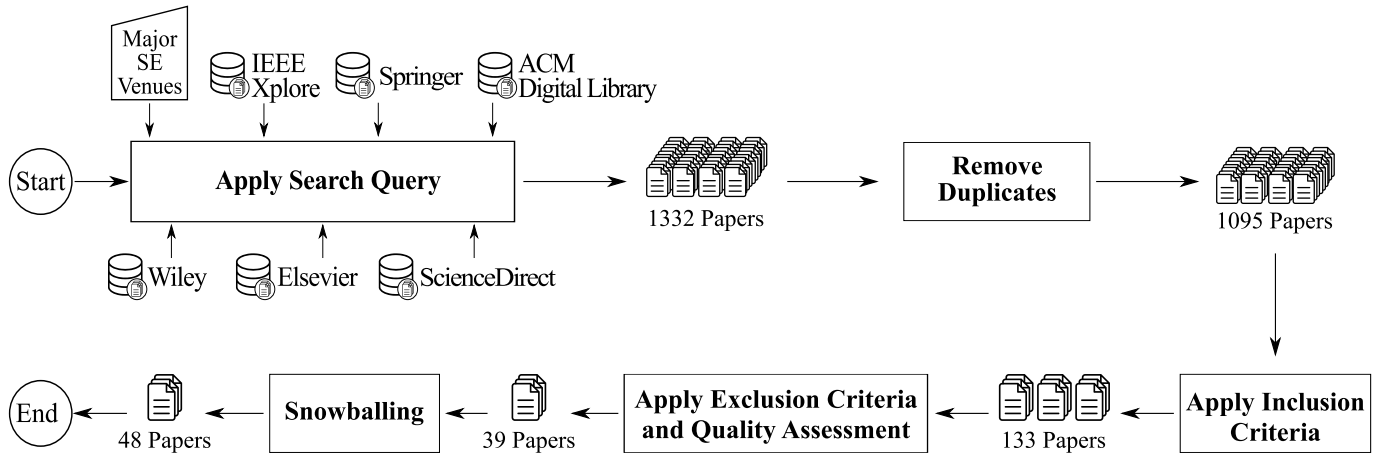 Major
SE
Venues
IEEE
Xplore
Springer
ACM
Digital Library
Start
Apply Search Query
1332 Papers
Remove
Duplicates
1095 Papers
Wiley
Elsevier
ScienceDirect
End
48 Papers
Snowballing
39 Papers
Apply Exclusion Criteria
and Quality Assessment
133 Papers
Apply Inclusion
Criteria